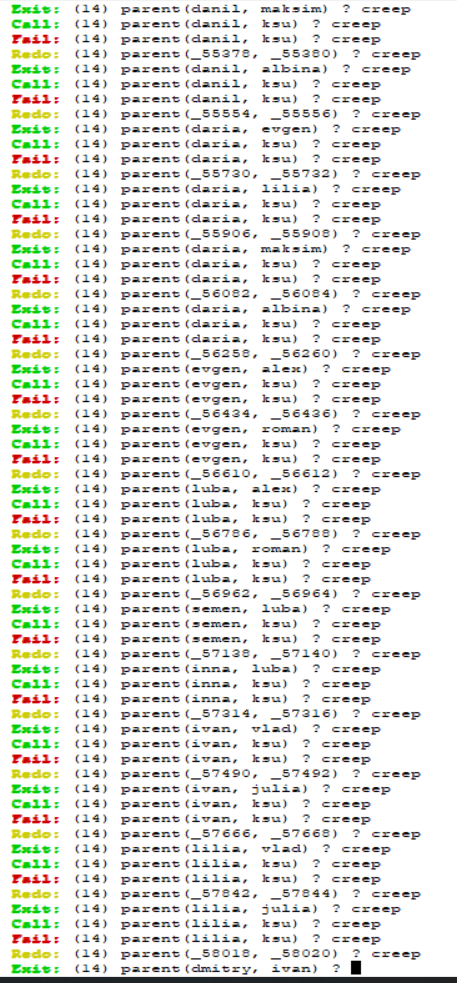 Exit: (14) parent(danil, maksim) ? creep
Call: (14) parent(danil, ksu) ? creep
Fail: (14) parent(danil, ksu) ? creep
Redo: (14) parent(_55378, _55380) ? creep
Exit: (14) parent(danil, albina) ? creep
Call: (14) parent(danil, ksu) ? creep
Fail: (14) parent(danil, ksu) ? creep
Redo: (14) parent(_55554, _55556) ? creep
Exit: (14) parent(daria, evgen) ? creep
Call: (14) parent(daria, ksu) ? creep
Fail: (14) parent(daria, ksu) ? creep
Redo: (14) parent(_55730, _55732) ? creep
Exit: (14) parent(daria, lilia) ? creep
Call: (14) parent(daria, ksu) ? creep
Fail: (14) parent(daria, ksu) ? creep
Redo: (14) parent(_55906, _55908) ? creep
Exit: (14) parent(daria, maksim) ? creep
Call: (14) parent(daria, ksu) ? creep
Fail: (14) parent(daria, ksu) ? creep
Redo: (14) parent(_56082, _56084) ? creep
Exit: (14) parent(daria, albina) ? creep
Call: (14) parent(daria, ksu) ? creep
Fail: (14) parent(daria, ksu) ? creep
Redo: (14) parent(_56258, _56260) ? creep
Exit: (14) parent(evgen, alex) ? creep
Call: (14) parent(evgen, ksu) ? creep
Fail: (14) parent(evgen, ksu) ? creep
Redo: (14) parent(_56434, _56436) ? creep
Exit: (14) parent(evgen, roman) ? creep
Call: (14) parent(evgen, ksu) ? creep
Fail: (14) parent(evgen, ksu) ? creep
Redo: (14) parent(_56610, _56612) ? creep
Exit: (14) parent(luba, alex) ? creep
Call: (14) parent(luba, ksu) ? creep
Fail: (14) parent(luba, ksu) ? creep
Redo: (14) parent(_56786, _56788) ? creep
Exit: (14) parent(luba, roman) ? creep
Call: (14) parent(luba, ksu) ? creep
Fail: (14) parent(luba, ksu) ? creep
Redo: (14) parent(_56962, _56964) ? creep
Exit: (14) parent(semen, luba) ? creep
Call: (14) parent(semen, ksu) ? creep
Fail: (14) parent(semen, ksu) ? creep
Redo: (14) parent(_57138, _57140) ? creep
Exit: (14) parent(inna, luba) ? creep
Call: (14) parent(inna, ksu) ? creep
Fail: (14) parent(inna, ksu) ? creep
Redo: (14) parent(_57314, _57316) ? creep
Exit: (14) parent(ivan, vlad) ? creep
Call: (14) parent(ivan, ksu) ? creep
Fail: (14) parent(ivan, ksu) ? creep
Redo: (14) parent(_57490, _57492) ? creep
Exit: (14) parent(ivan, julia) ? creep
Call: (14) parent(ivan, ksu) ? creep
Fail: (14) parent(ivan, ksu) ? creep
Redo: (14) parent(_57666, _57668) ? creep
Exit: (14) parent(lilia, vlad) ? creep
Call: (14) parent(lilia, ksu) ? creep
Fail: (14) parent(lilia, ksu) ? creep
Redo: (14) parent(_57842, _57844) ? creep
Exit: (14) parent(lilia, julia) ? creep
Call: (14) parent(lilia, ksu) ? creep
Fail: (14) parent(lilia, ksu) ? creep
Redo: (14) parent(_58018, _58020) ? creep
Exit: (14) parent(dmitry, ivan) ?